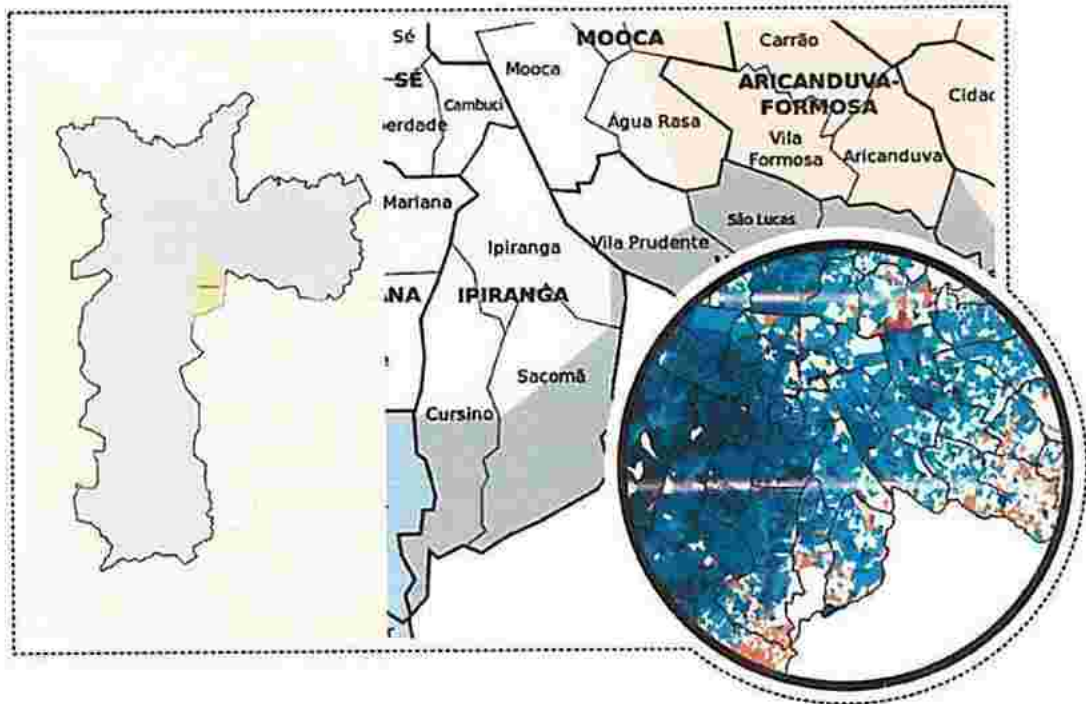 Sé
MOOCA
Carrão
SÉ
Mooca
ARICANDUVA-
FORMOSA
Cidad
Cambuci
erdade
Água Rasa
Vila
Formosa
Aricanduva
Mariana
São Lucas
Ipiranga
Vila Prudente
ANA
IPIRANGA
Sacomã
Cursino